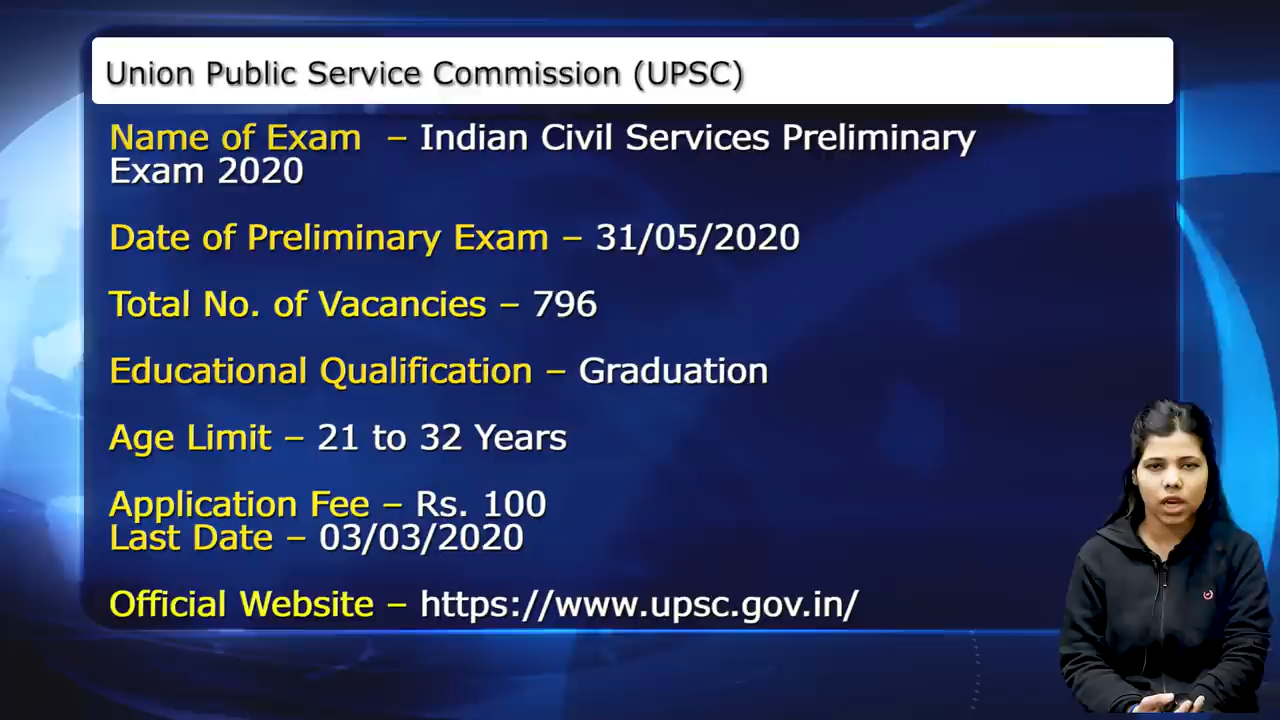 Union Public Service Commission (UPSC)
Name of Exam – Indian Civil Services Preliminary
Exam 2020
Date of Preliminary Exam – 31/05/2020
Total No. of Vacancies – 796
Educational Qualification – Graduation
Age Limit – 21 to 32 Years
Application Fee – Rs. 100
Last Date – 03/03/2020
Official Website – https://www.upsc.gov.in/